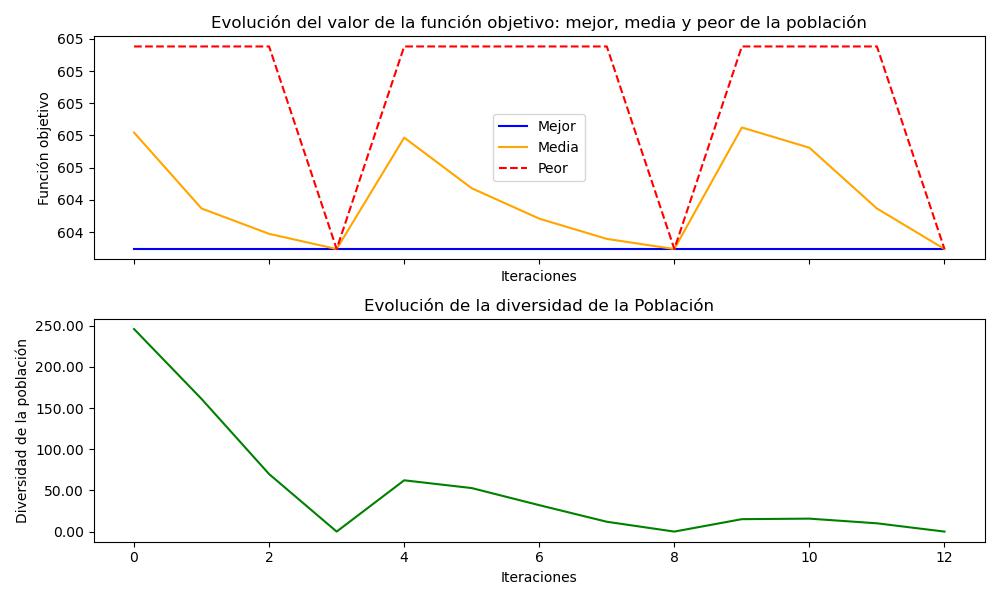 Evolución del valor de la función objetivo: mejor, media y peor de la población
605
605
605
605
605
604
604
Función objetivo
Mejor
Media
Peor
Iteraciones
Evolución de la diversidad de la Población
250.00
200.00
150.00
100.00
50.00
0.00
Diversidad de la población
0 2 4 6 8 10 12
Iteraciones